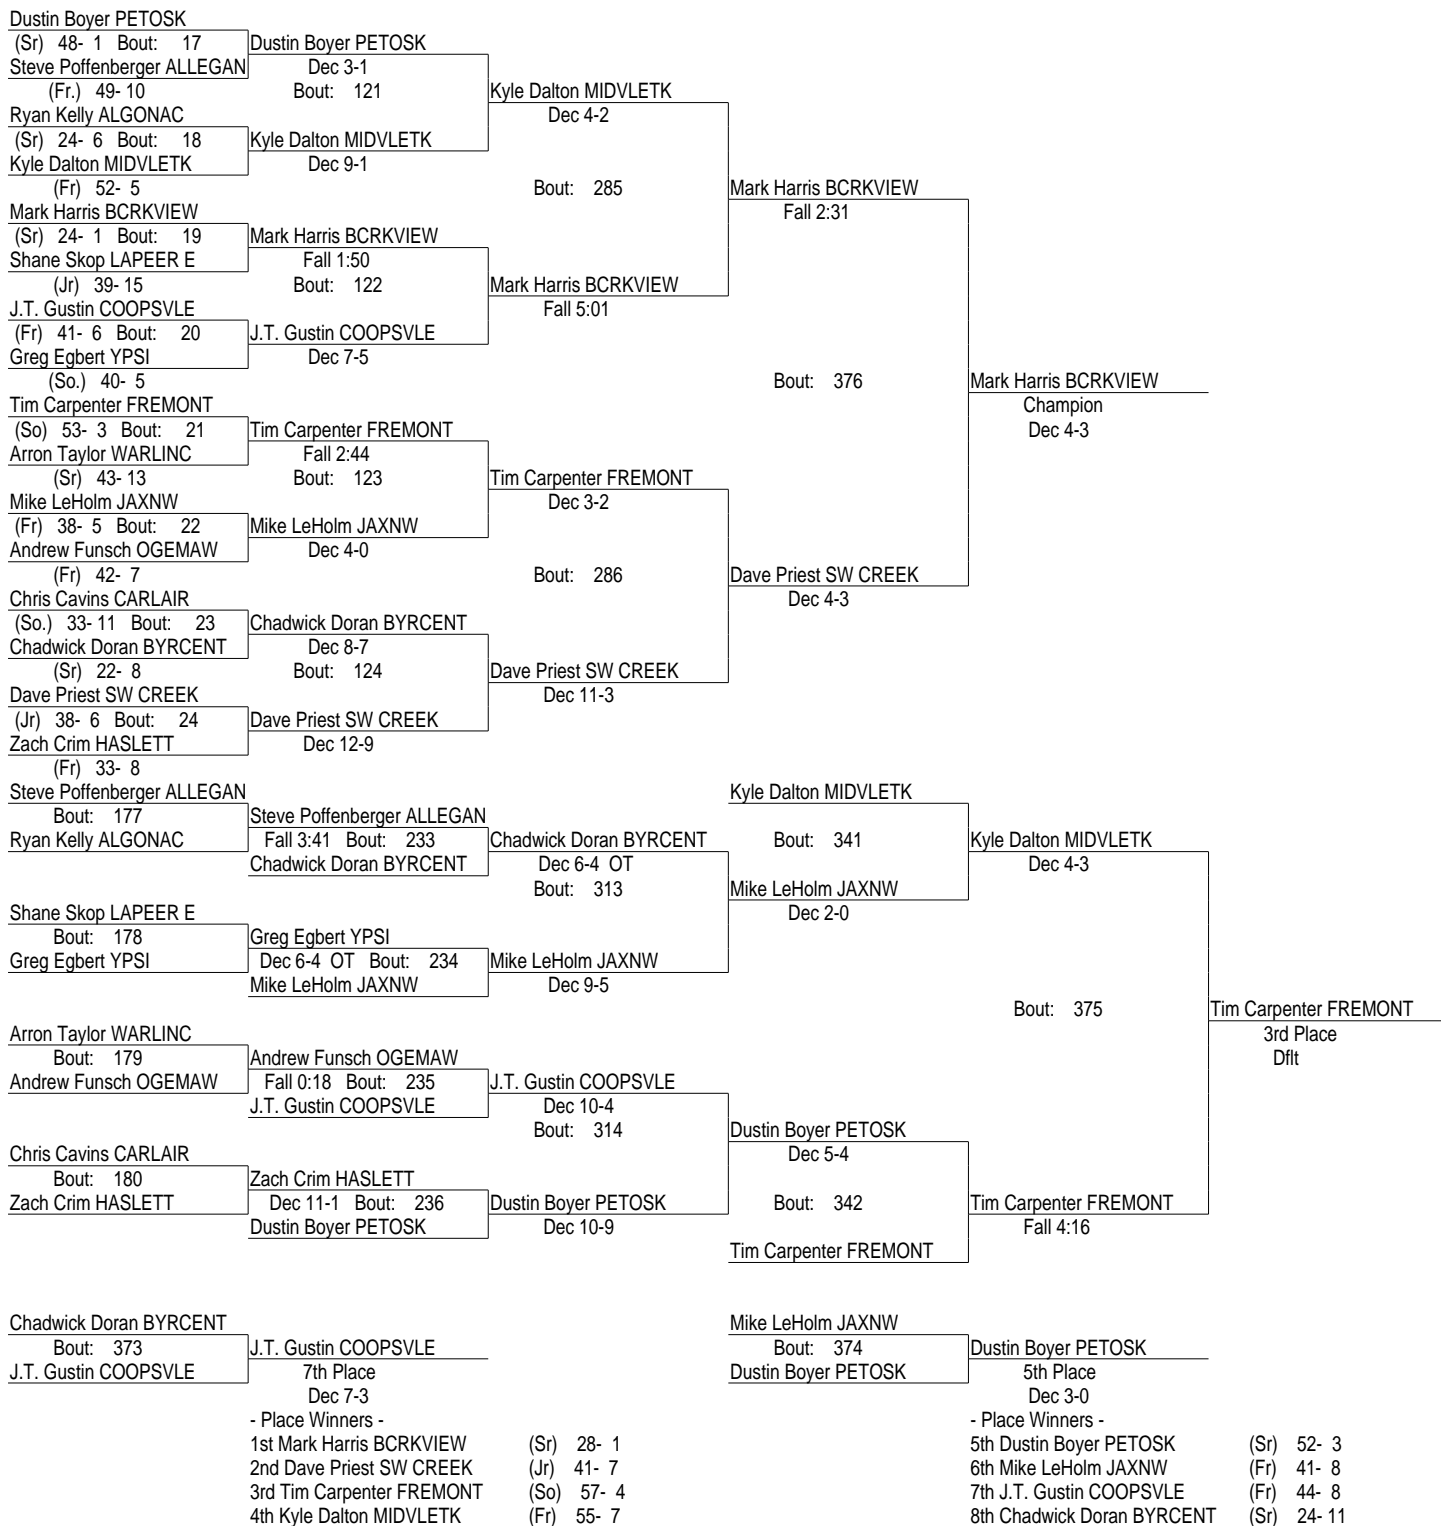 Dustin Boyer PETOSK
(Sr) 48- 1 Bout: 17 Dustin Boyer PETOSK
Steve Poffenberger ALLEGAN Dec 3-1
(Fr.) 49- 10 Bout: 121 Kyle Dalton MIDVLETK
Ryan Kelly ALGONAC Dec 4-2
(Sr) 24- 6 Bout: 18 Kyle Dalton MIDVLETK
Kyle Dalton MIDVLETK Dec 9-1
(Fr) 52- 5 Bout: 285 Mark Harris BCRKVIEW
Mark Harris BCRKVIEW Fall 2:31
(Sr) 24- 1 Bout: 19 Mark Harris BCRKVIEW
Shane Skop LAPEER E Fall 1:50
(Jr) 39- 15 Bout: 122 Mark Harris BCRKVIEW
J.T. Gustin COOPSVLE Fall 5:01
(Fr) 41- 6 Bout: 20 J.T. Gustin COOPSVLE
Greg Egbert YPSI Dec 7-5
(So.) 40- 5 Bout: 376 Mark Harris BCRKVIEW
Tim Carpenter FREMONT Champion
(So) 53- 3 Bout: 21 Tim Carpenter FREMONT Dec 4-3
Arron Taylor WARLINC Fall 2:44
(Sr) 43- 13 Bout: 123 Tim Carpenter FREMONT
Mike LeHolm JAXNW Dec 3-2
(Fr) 38- 5 Bout: 22 Mike LeHolm JAXNW
Andrew Funsch OGEMAW Dec 4-0
(Fr) 42- 7 Bout: 286 Dave Priest SW CREEK
Chris Cavins CARLAIR Dec 4-3
(So.) 33- 11 Bout: 23 Chadwick Doran BYRCENT
Chadwick Doran BYRCENT Dec 8-7
(Sr) 22- 8 Bout: 124 Dave Priest SW CREEK
Dave Priest SW CREEK Dec 11-3
(Jr) 38- 6 Bout: 24 Dave Priest SW CREEK
Zach Crim HASLETT Dec 12-9
(Fr) 33- 8
Steve Poffenberger ALLEGAN Kyle Dalton MIDVLETK
Bout: 177 Steve Poffenberger ALLEGAN
Ryan Kelly ALGONAC Fall 3:41 Bout: 233 Chadwick Doran BYRCENT Bout: 341 Kyle Dalton MIDVLETK
Chadwick Doran BYRCENT Dec 6-4 OT Dec 4-3
Bout: 313 Mike LeHolm JAXNW
Shane Skop LAPEER E Dec 2-0
Bout: 178 Greg Egbert YPSI
Greg Egbert YPSI Dec 6-4 OT Bout: 234 Mike LeHolm JAXNW
Mike LeHolm JAXNW Dec 9-5
Bout: 375 Tim Carpenter FREMONT
Arron Taylor WARLINC 3rd Place
Bout: 179 Andrew Funsch OGEMAW Dflt
Andrew Funsch OGEMAW Fall 0:18 Bout: 235 J.T. Gustin COOPSVLE
J.T. Gustin COOPSVLE Dec 10-4
Bout: 314 Dustin Boyer PETOSK
Chris Cavins CARLAIR Dec 5-4
Bout: 180 Zach Crim HASLETT
Zach Crim HASLETT Dec 11-1 Bout: 236 Dustin Boyer PETOSK Bout: 342 Tim Carpenter FREMONT
Dustin Boyer PETOSK Dec 10-9 Fall 4:16
Tim Carpenter FREMONT
Chadwick Doran BYRCENT Mike LeHolm JAXNW
Bout: 373 J.T. Gustin COOPSVLE Bout: 374 Dustin Boyer PETOSK
J.T. Gustin COOPSVLE 7th Place Dustin Boyer PETOSK 5th Place
Dec 7-3 Dec 3-0
- Place Winners - - Place Winners -
1st Mark Harris BCRKVIEW (Sr) 28- 1 5th Dustin Boyer PETOSK (Sr) 52- 3
2nd Dave Priest SW CREEK (Jr) 41- 7 6th Mike LeHolm JAXNW (Fr) 41- 8
3rd Tim Carpenter FREMONT (So) 57- 4 7th J.T. Gustin COOPSVLE (Fr) 44- 8
4th Kyle Dalton MIDVLETK (Fr) 55- 7 8th Chadwick Doran BYRCENT (Sr) 24- 11